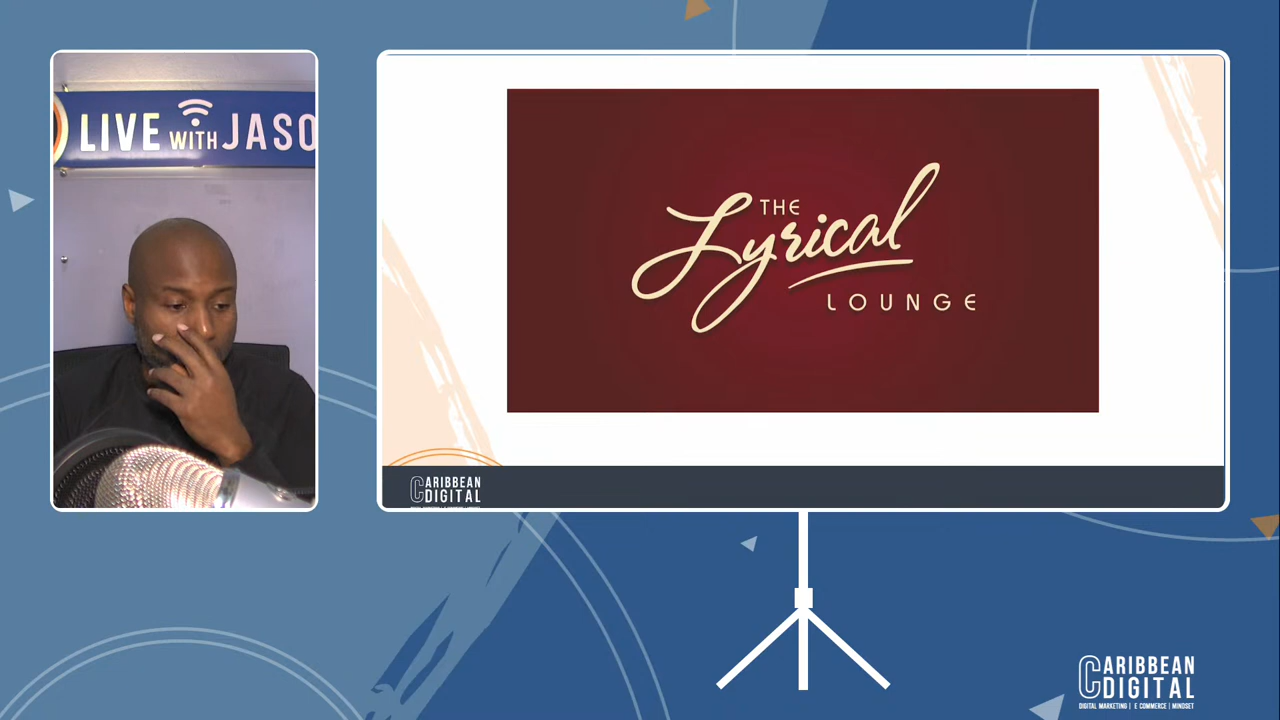 LIVE WITH JASO
THE
Lyrical
LOUNGE
CARIBBEAN
DIGITAL
CARIBBEAN
DIGITAL
DIGITAL MARKETING | E COMMERCE | MINDSET